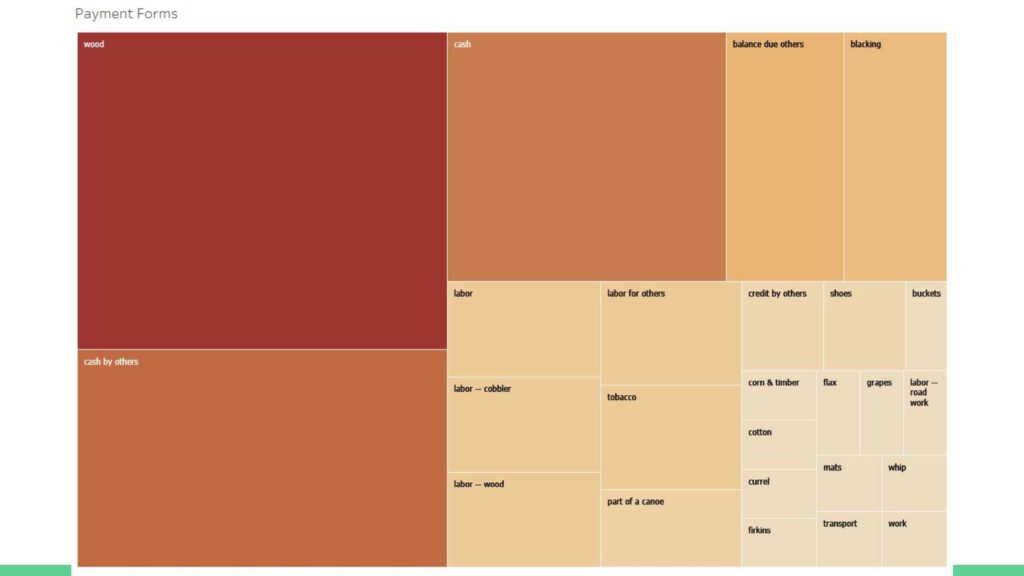 Payment Forms
wood
cash
balance due others
blacking
labor
labor for others
credit by others
shoes
buckets
cash by others
corn & timber
flax
grapes
labor --
road
work
labor -- cobbler
tobacco
cotton
mats
whip
labor -- wood
currel
part of a canoe
transport
work
firkins